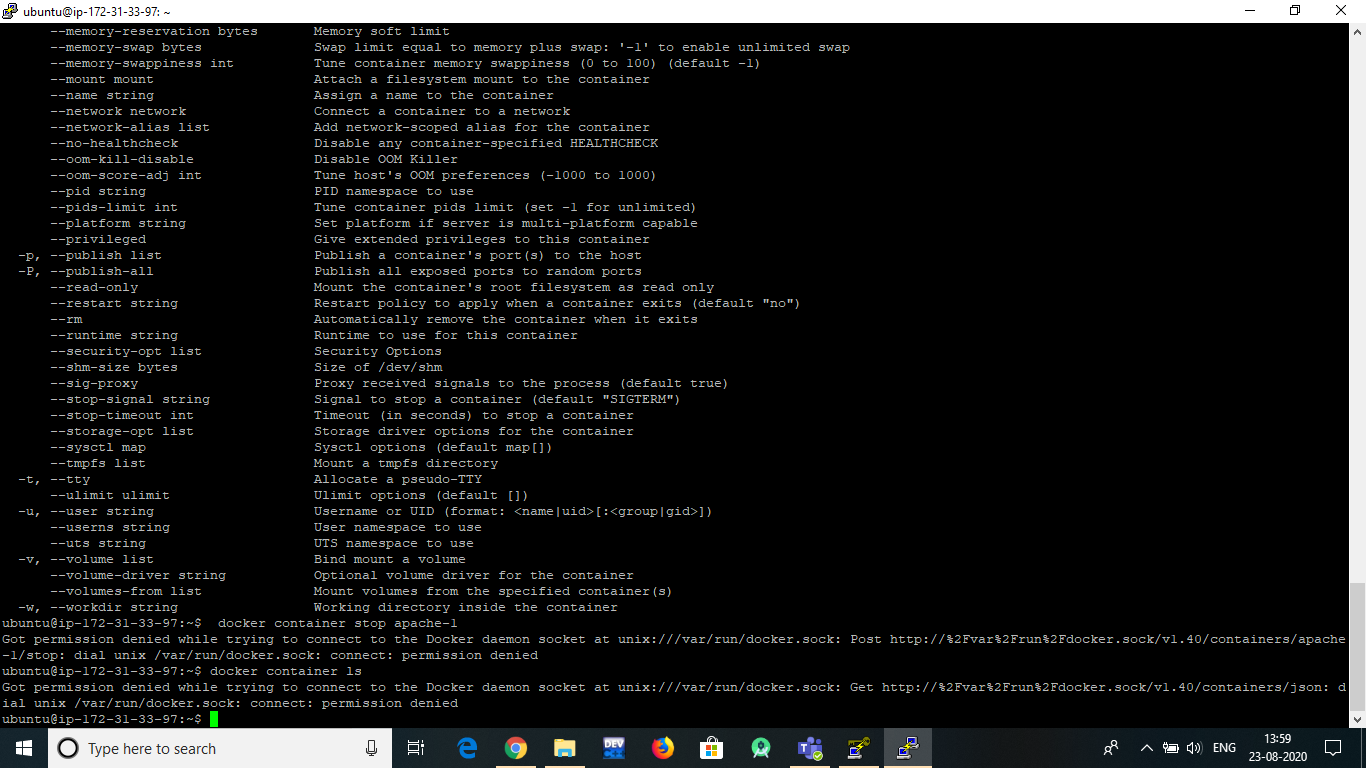 ubuntu@ip-172-31-33-97: ~
--memory-reservation bytes Memory soft limit
--memory-swap bytes Swap limit equal to memory plus swap: '-1' to enable unlimited swap
--memory-swappiness int Tune container memory swappiness (0 to 100) (default -1)
--mount mount Attach a filesystem mount to the container
--name string Assign a name to the container
--network network Connect a container to a network
--network-alias list Add network-scoped alias for the container
--no-healthcheck Disable any container-specified HEALTHCHECK
--oom-kill-disable Disable OOM Killer
--oom-score-adj int Tune host's OOM preferences (-1000 to 1000)
--pid string PID namespace to use
--pids-limit int Tune container pids limit (set -1 for unlimited)
--platform string Set platform if server is multi-platform capable
--privileged Give extended privileges to this container
-p, --publish list Publish a container's port(s) to the host
-P, --publish-all Publish all exposed ports to random ports
--read-only Mount the container's root filesystem as read only
--restart string Restart policy to apply when a container exits (default "no")
--rm Automatically remove the container when it exits
--runtime string Runtime to use for this container
--security-opt list Security Options
--shm-size bytes Size of /dev/shm
--sig-proxy Proxy received signals to the process (default true)
--stop-signal string Signal to stop a container (default "SIGTERM")
--stop-timeout int Timeout (in seconds) to stop a container
--storage-opt list Storage driver options for the container
--sysctl map Sysctl options (default map[])
--tmpfs list Mount a tmpfs directory
-t, --tty Allocate a pseudo-TTY
--ulimit ulimit Ulimit options (default [])
-u, --user string Username or UID (format: <name|uid>[:<group|gid>])
--userns string User namespace to use
--uts string UTS namespace to use
-v, --volume list Bind mount a volume
--volume-driver string Optional volume driver for the container
--volumes-from list Mount volumes from the specified container(s)
-w, --workdir string Working directory inside the container
ubuntu@ip-172-31-33-97:~$  docker container stop apache-1
Got permission denied while trying to connect to the Docker daemon socket at unix:///var/run/docker.sock: Post http://%2Fvar%2Frun%2Fdocker.sock/v1.40/containers/apache
-1/stop: dial unix /var/run/docker.sock: connect: permission denied
ubuntu@ip-172-31-33-97:~$ docker container ls
Got permission denied while trying to connect to the Docker daemon socket at unix:///var/run/docker.sock: Get http://%2Fvar%2Frun%2Fdocker.sock/v1.40/containers/json: d
ial unix /var/run/docker.sock: connect: permission denied
ubuntu@ip-172-31-33-97:~$
Type here to search
DEV
ENG
13:59
23-08-2020